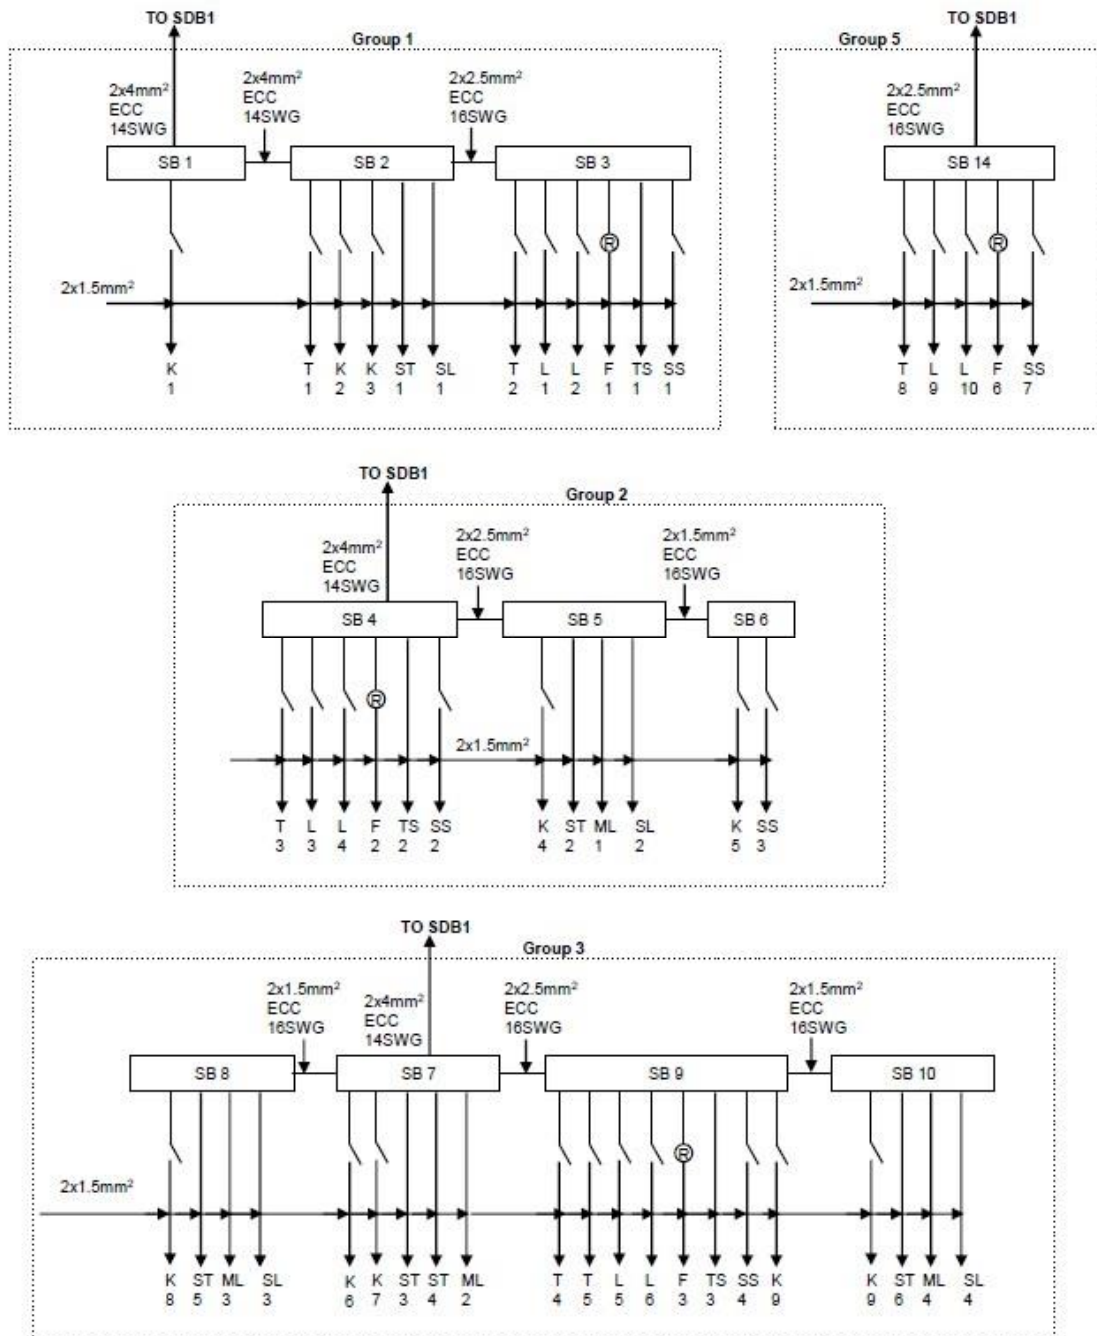 TO SDB1
Group 1
2x4mm²
ECC
14SWG
2x4mm²
ECC
14SWG
2x2.5mm²
ECC
16SWG
SB 1
SB 2
SB 3
2x1.5mm²
K T K K ST SL T L L F TS SS
1 1 2 3 1 1 2 1 2 1 1 1
R
TO SDB1
Group 5
2x2.5mm²
ECC
16SWG
SB 14
R
2x1.5mm²
T L L F SS
8 9 10 6 7
TO SDB1
Group 2
2x4mm²
ECC
14SWG
2x2.5mm²
ECC
16SWG
2x1.5mm²
ECC
16SWG
SB 4
SB 5
SB 6
R
2x1.5mm²
T L L F TS SS K ST ML SL K SS
3 3 4 2 2 2 4 2 1 2 5 3
TO SDB1
Group 3
2x1.5mm²
ECC
16SWG
2x4mm²
ECC
14SWG
2x2.5mm²
ECC
16SWG
2x1.5mm²
ECC
16SWG
SB 8
SB 7
SB 9
SB 10
R
2x1.5mm²
K ST ML SL K K ST ST ML T T L L F TS SS K K ST ML SL
8 5 3 3 6 7 3 4 2 4 5 5 6 3 3 4 9 9 6 4 4